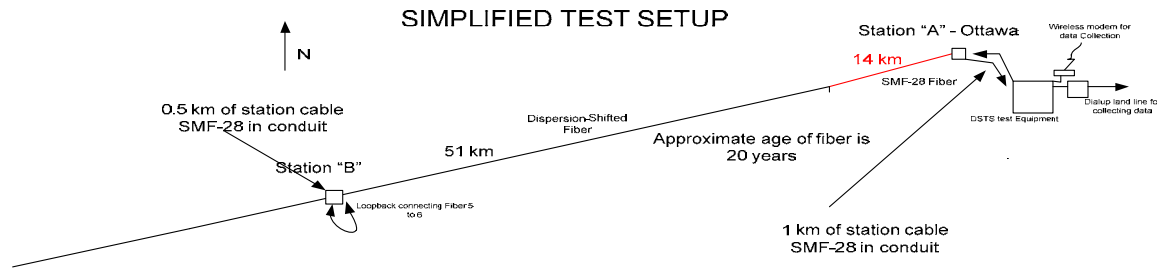 SIMPLIFIED TEST SETUP
Station "A" - Ottawa
Wireless modem for
data Collection
N
14 km
SMF-28 Fiber
0.5 km of station cable
SMF-28 in conduit
DSTS test Equipment
Dialup land line for
collecting data
Dispersion-Shifted
Fiber
Approximate age of fiber is
20 years
51 km
Station "B"
Loopback connecting Fiber 5
to 6
1 km of station cable
SMF-28 in conduit